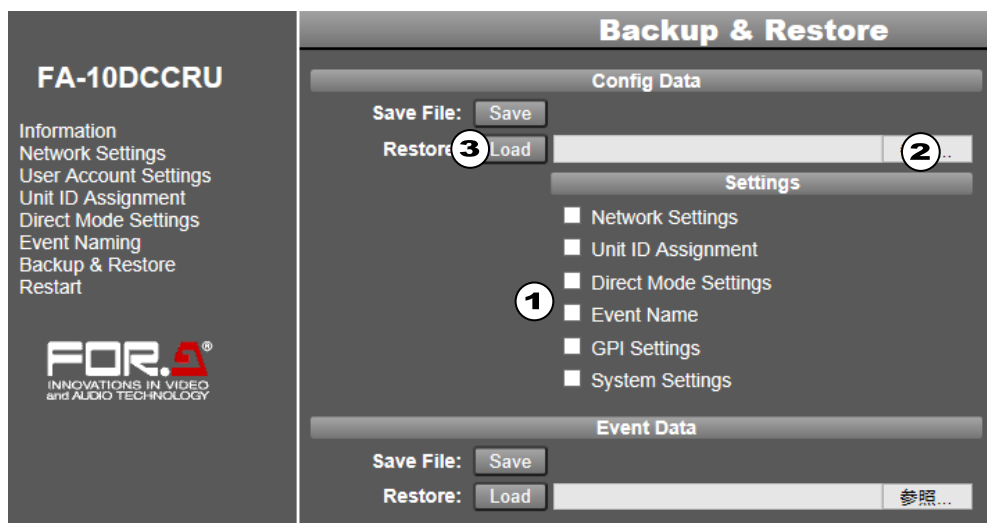 Backup & Restore
FA-10DCCRU
Information
Network Settings
User Account Settings
Unit ID Assignment
Direct Mode Settings
Event Naming
Backup & Restore
Restart
FOR.A®
INNOVATIONS IN VIDEO
and AUDIO TECHNOLOGY
Config Data
Save File: Save
Restore 3 Load 2 ..
Settings
Network Settings
Unit ID Assignment
Direct Mode Settings
1
Event Name
GPI Settings
System Settings
Event Data
Save File: Save
Restore: Load 参照...